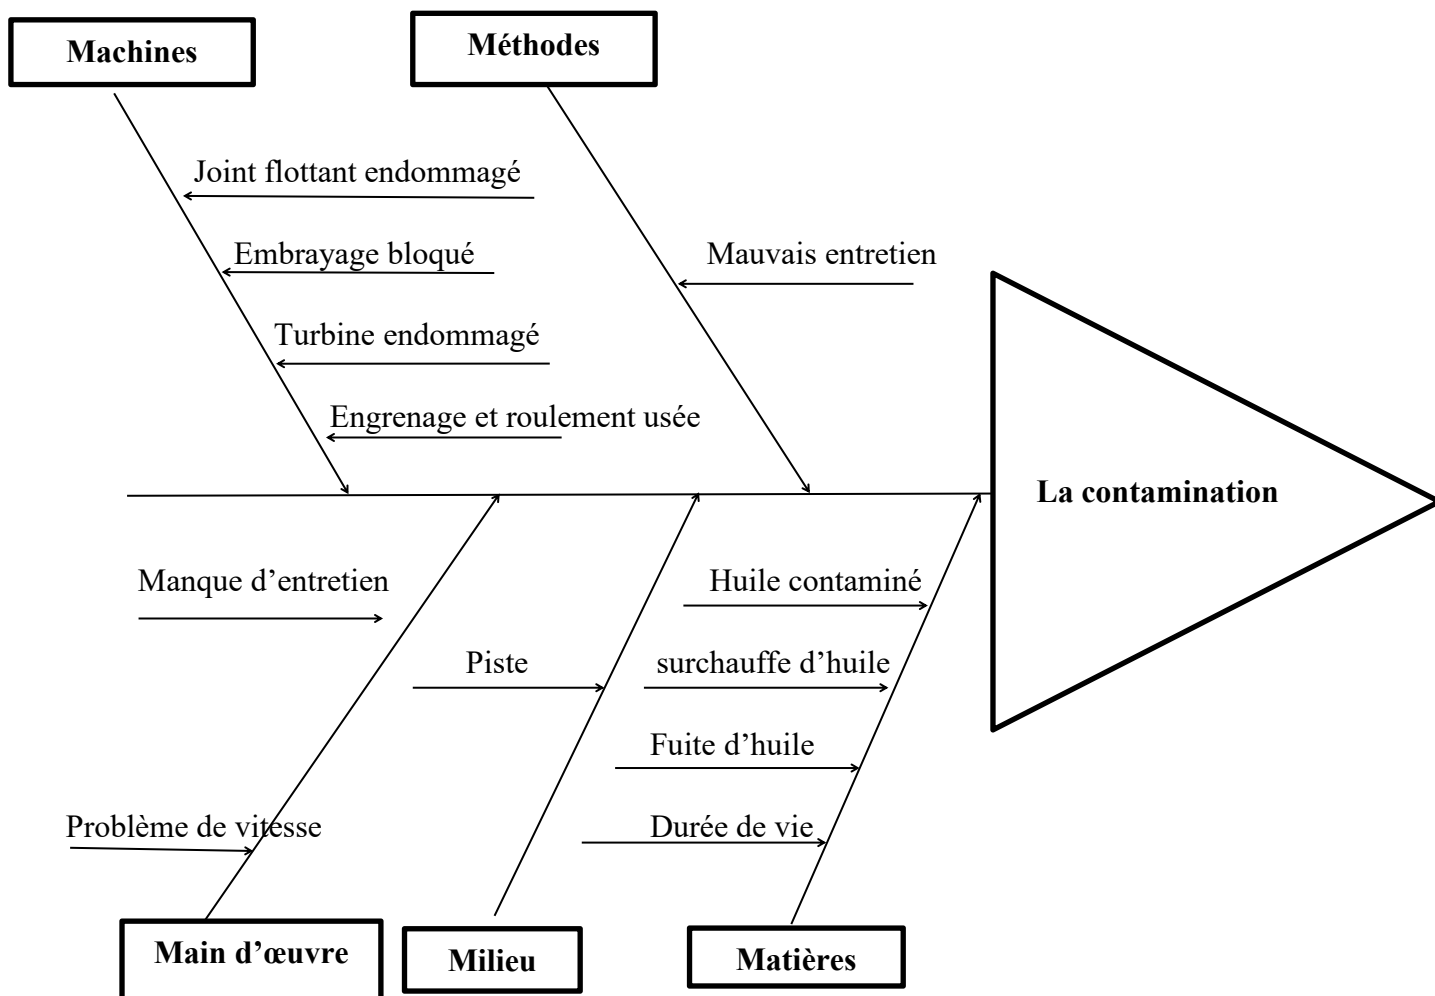 Machines
Méthodes
Joint flottant endommagé
Embrayage bloqué
Mauvais entretien
Turbine endommagé
Engrenage et roulement usée
La contamination
Manque d’entretien
Huile contaminé
Piste
surchauffe d’huile
Fuite d’huile
Problème de vitesse
Durée de vie
Main d’œuvre
Milieu
Matières